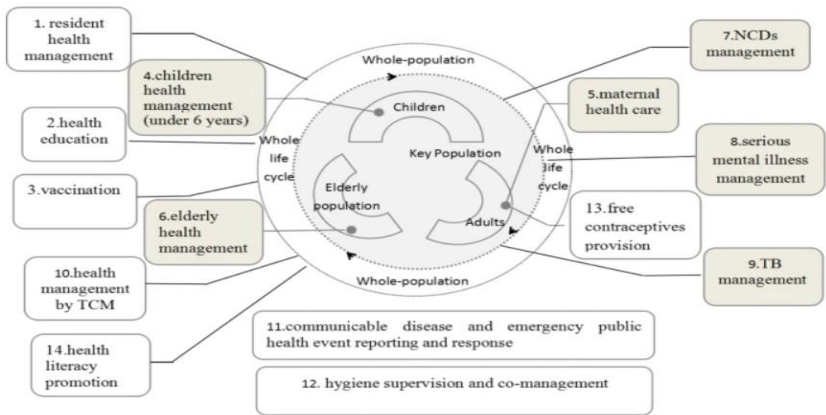 1. resident
health
management
2.health
education
3.vaccination
4.children
health
management
(under 6 years)
6.elderly
health
management
10.health
management
by TCM
14.health
literacy
promotion
Whole-population
Children
Key Population
Whole
life
cycle
Whole
life
cycle
Elderly
population
Adults
Whole-population
5.maternal
health care
7.NCDs
management
8.serious
mental illness
management
13.free
contraceptives
provision
9.TB
management
11.communicable disease and emergency public
health event reporting and response
12. hygiene supervision and co-management